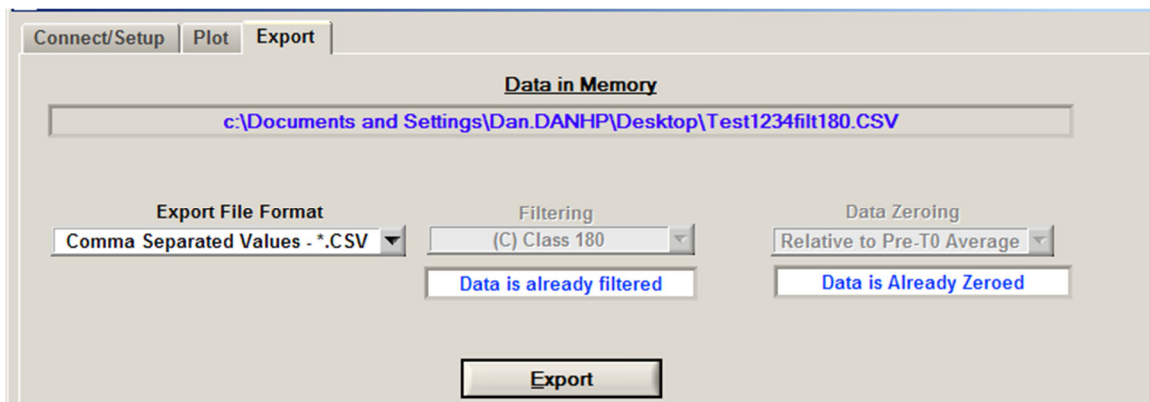 Connect/Setup Plot Export
Data in Memory
c:\Documents and Settings\Dan.DANHP\Desktop\Test1234filt180.CSV
Export File Format Filtering Data Zeroing
Comma Separated Values - *.CSV (C) Class 180 Relative to Pre-T0 Average
Data is already filtered Data is Already Zeroed
Export